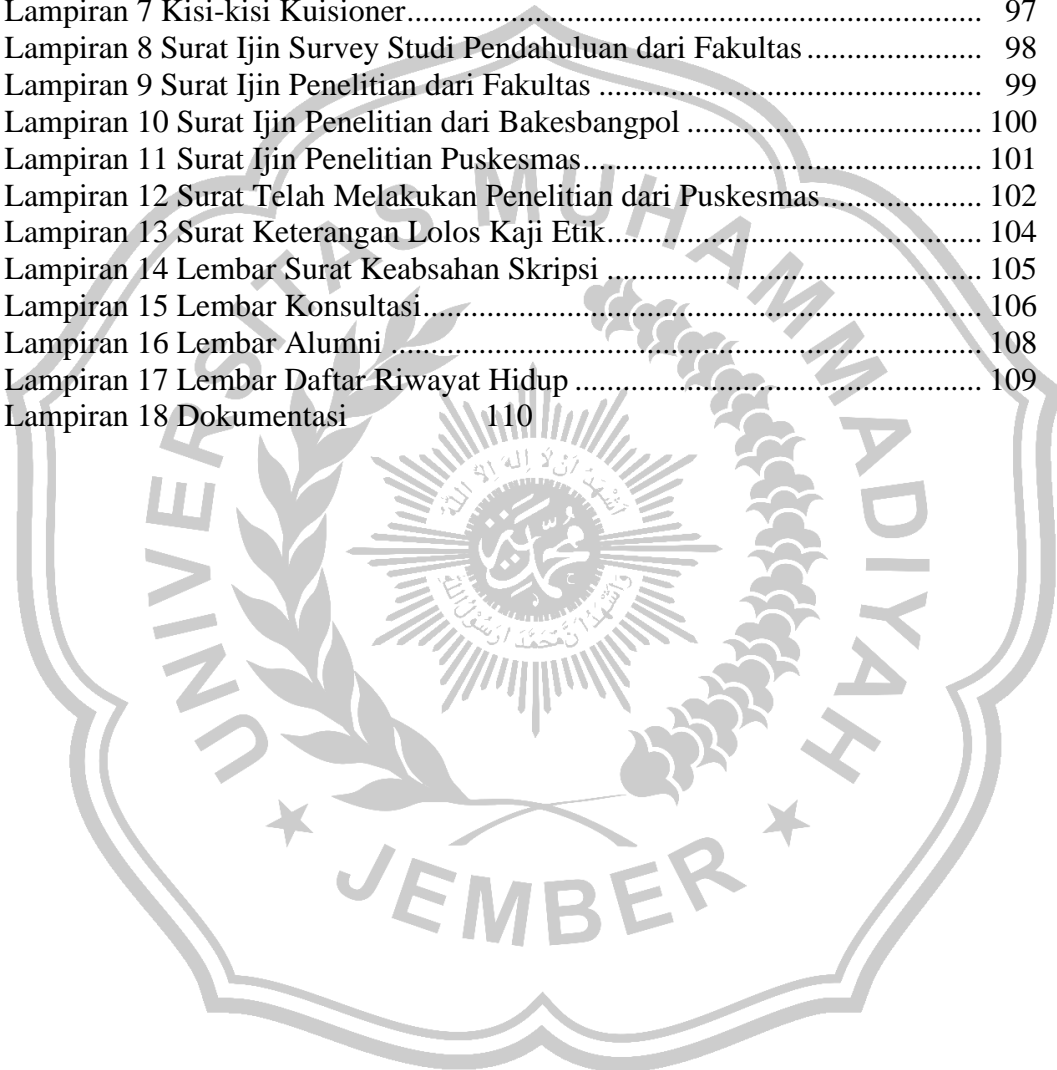 Lampiran 7 Kisi-kisi Kuisioner........................................................................ 97
Lampiran 8 Surat Ijin Survey Studi Pendahuluan dari Fakultas ...................... 98
Lampiran 9 Surat Ijin Penelitian dari Fakultas ................................................ 99
Lampiran 10 Surat Ijin Penelitian dari Bakesbangpol ..................................... 100
Lampiran 11 Surat Ijin Penelitian Puskesmas.................................................. 101
Lampiran 12 Surat Telah Melakukan Penelitian dari Puskesmas.................... 102
Lampiran 13 Surat Keterangan Lolos Kaji Etik............................................... 104
Lampiran 14 Lembar Surat Keabsahan Skripsi ............................................... 105
Lampiran 15 Lembar Konsultasi...................................................................... 106
Lampiran 16 Lembar Alumni .......................................................................... 108
Lampiran 17 Lembar Daftar Riwayat Hidup ................................................... 109
Lampiran 18 Dokumentasi 110
UNIVERSITAS MUHAMMADIYAH
JEMBER